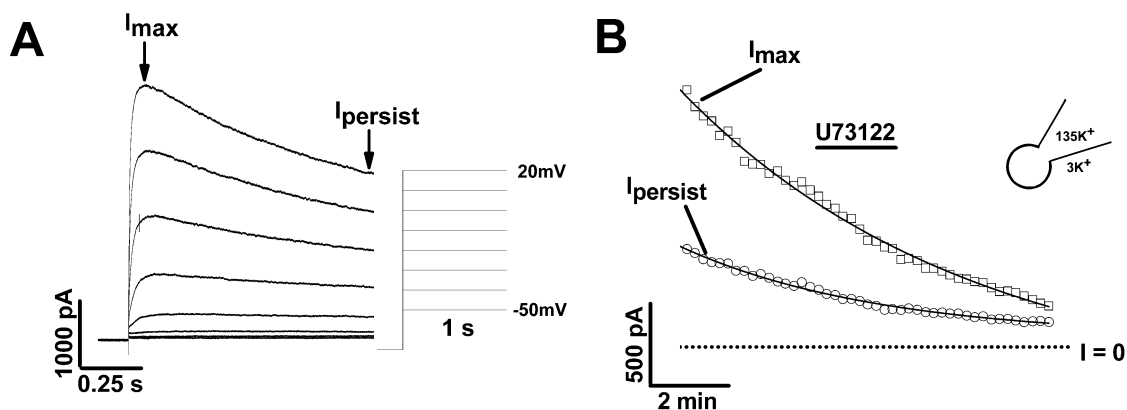 A
Imax
Ipersist
20mV
-50mV
1 s
1000 pA
0.25 s
B
Imax
U73122
135K+
3K+
Ipersist
I = 0
500 pA
2 min